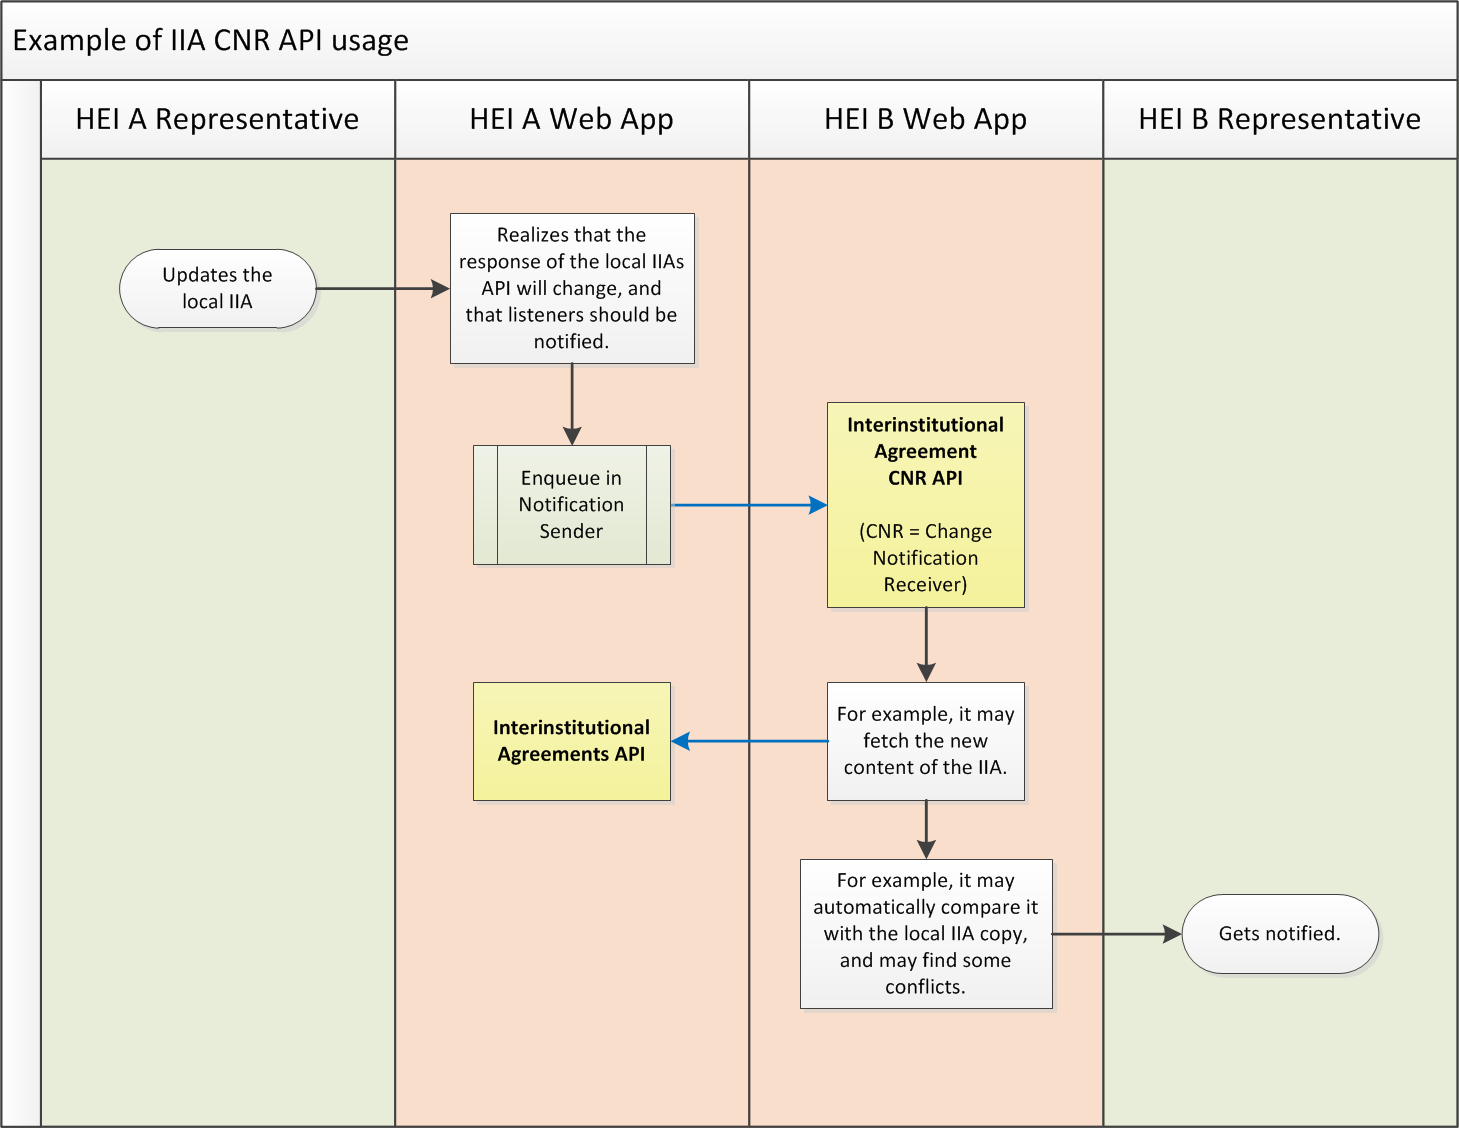 Example of IIA CNR API usage
HEI A Representative
HEI A Web App
HEI B Web App
HEI B Representative
Updates the
local IIA
Realizes that the
response of the local IIAs
API will change, and
that listeners should be
notified.
Enqueue in
Notification
Sender
Interinstitutional
Agreement
CNR API
(CNR = Change
Notification
Receiver)
Interinstitutional
Agreements API
For example, it may
fetch the new
content of the IIA.
For example, it may
automatically compare it
with the local IIA copy,
and may find some
conflicts.
Gets notified.